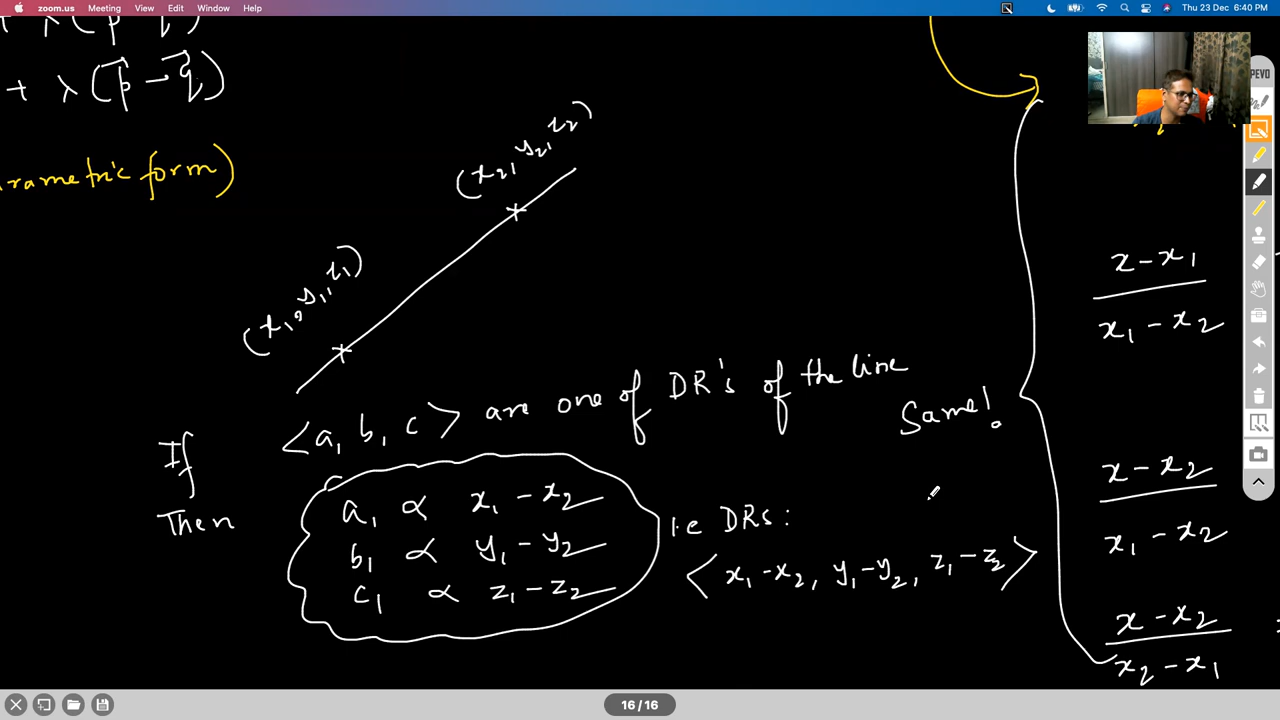 zoom.us Meeting View Edit Window Help Thu 23 Dec 6:40 PM
+ λ(p⃗ − q⃗)
rametric form)
(x₂, y₂, z₂)
(x₁, y₁, z₁)
If <a, b, c> are one of DR's of the line
Then
a₁ ∝ x₁ − x₂
b₁ ∝ y₁ − y₂
c₁ ∝ z₁ − z₂
i.e DRs:
<x₁−x₂, y₁−y₂, z₁−z₂>
Same!
x−x₁
x₁ − x₂
x−x₂
x₁ − x₂
x−x₂
x₂ − x₁
PEVO
16/16